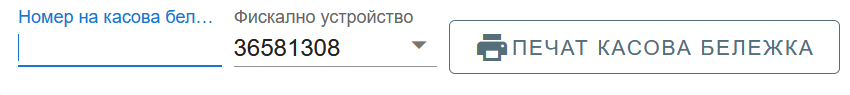 Номер на касова бел...
Фискално устройство
36581308
ПЕЧАТ КАСОВА БЕЛЕЖКА